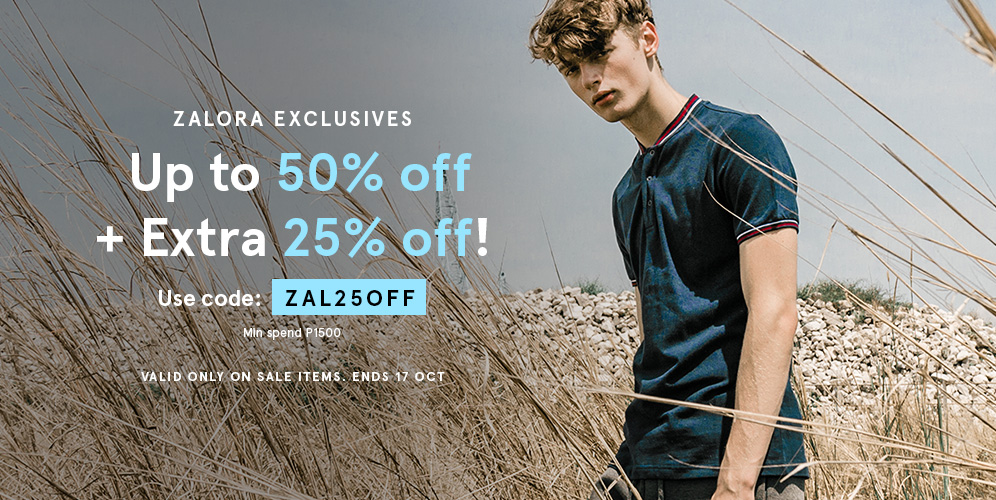 ZALORA EXCLUSIVES
Up to 50% off
+ Extra 25% off!
Use code: ZAL25OFF
Min spend P1500
VALID ONLY ON SALE ITEMS. ENDS 17 OCT